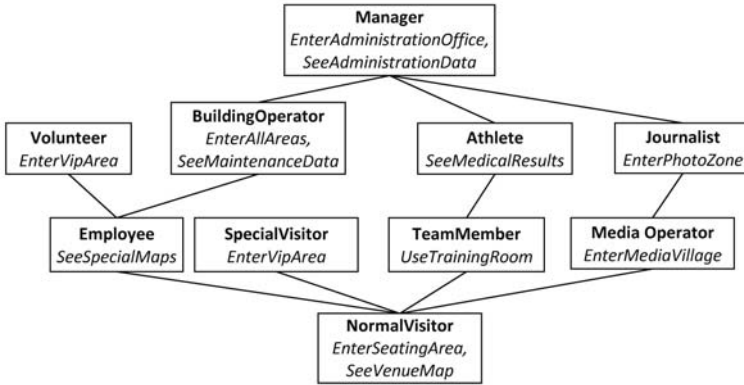 Manager
EnterAdministrationOffice,
SeeAdministrationData
BuildingOperator
EnterAllAreas,
SeeMaintenanceData
Volunteer
EnterVipArea
Athlete
SeeMedicalResults
Journalist
EnterPhotoZone
Employee
SeeSpecialMaps
SpecialVisitor
EnterVipArea
TeamMember
UseTrainingRoom
Media Operator
EnterMediaVillage
NormalVisitor
EnterSeatingArea,
SeeVenueMap